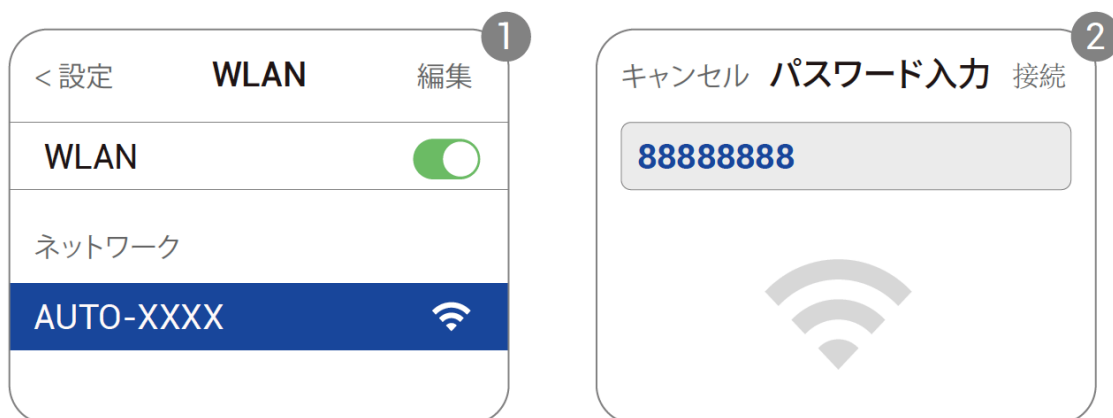 1
< 設定 WLAN 編集
WLAN
ネットワーク
AUTO-XXXX
2
キャンセル パスワード入力 接続
88888888